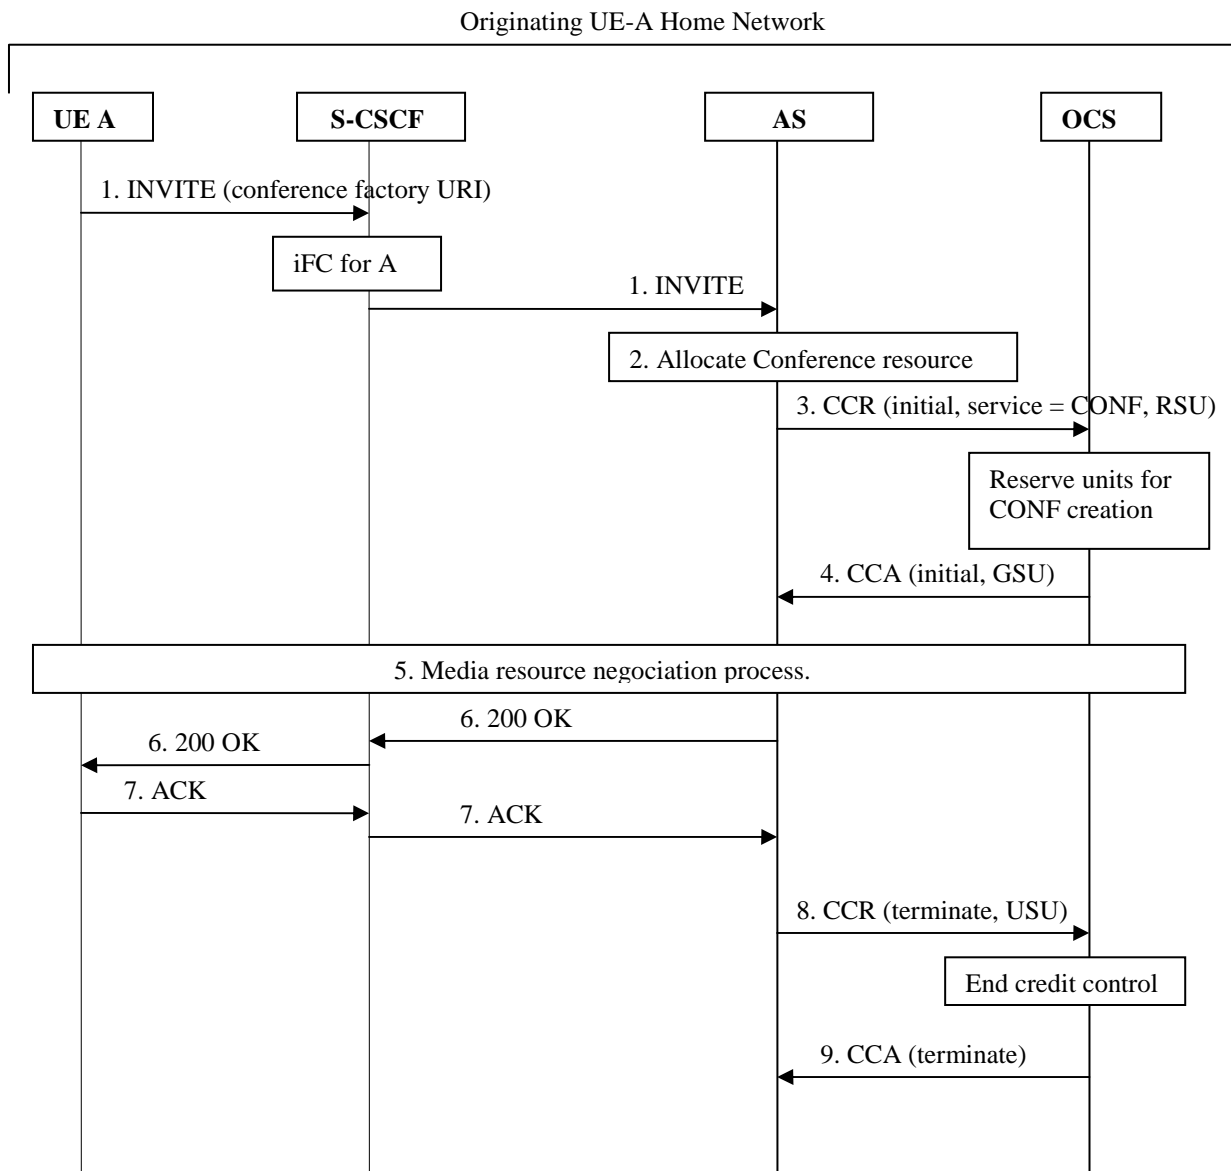 Originating UE-A Home Network
UE A
S-CSCF
AS
OCS
1. INVITE (conference factory URI)
iFC for A
1. INVITE
2. Allocate Conference resource
3. CCR (initial, service = CONF, RSU)
Reserve units for
CONF creation
4. CCA (initial, GSU)
5. Media resource negociation process.
6. 200 OK
6. 200 OK
7. ACK
7. ACK
8. CCR (terminate, USU)
End credit control
9. CCA (terminate)